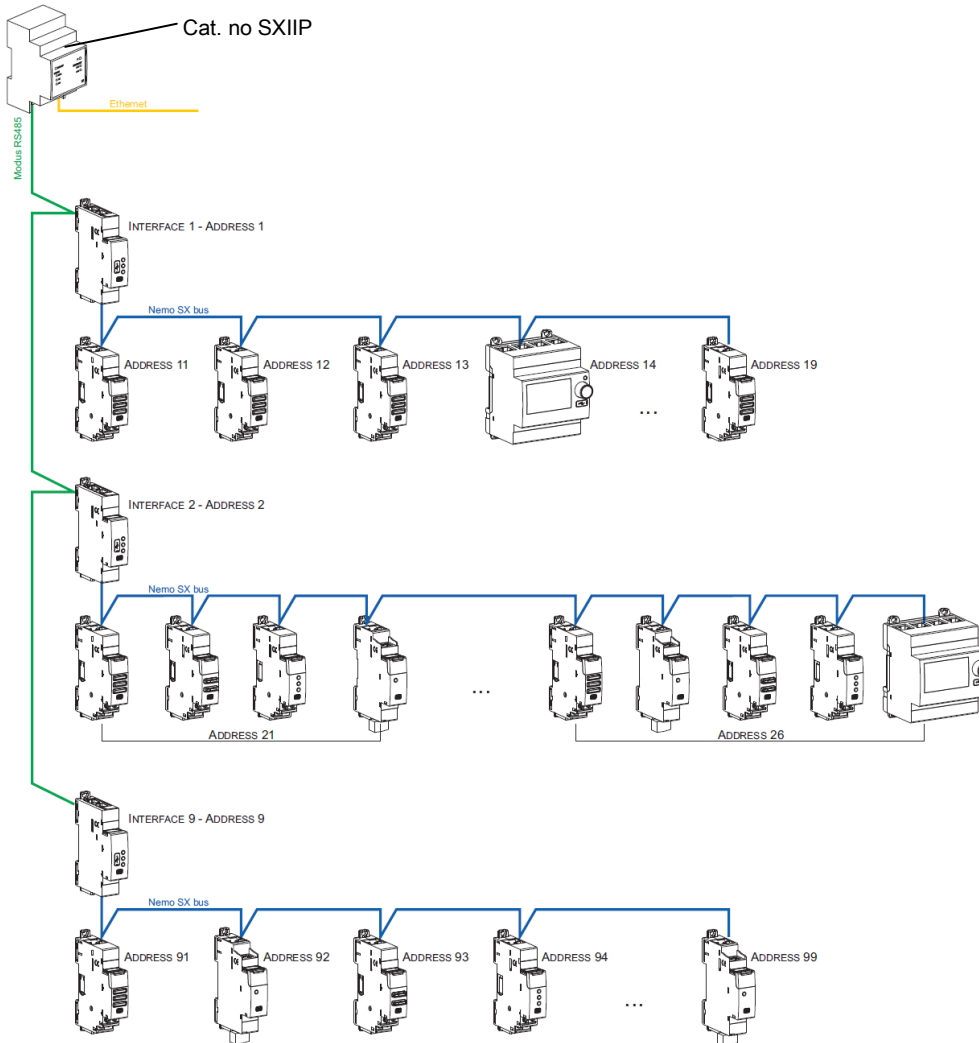 Cat. no SXIIP
Ethernet
Modus RS485
INTERFACE 1 - ADDRESS 1
Nemo SX bus
ADDRESS 11
ADDRESS 12
ADDRESS 13
ADDRESS 14
ADDRESS 19
...
INTERFACE 2 - ADDRESS 2
Nemo SX bus
...
ADDRESS 21
ADDRESS 26
INTERFACE 9 - ADDRESS 9
Nemo SX bus
ADDRESS 91
ADDRESS 92
ADDRESS 93
ADDRESS 94
ADDRESS 99
...